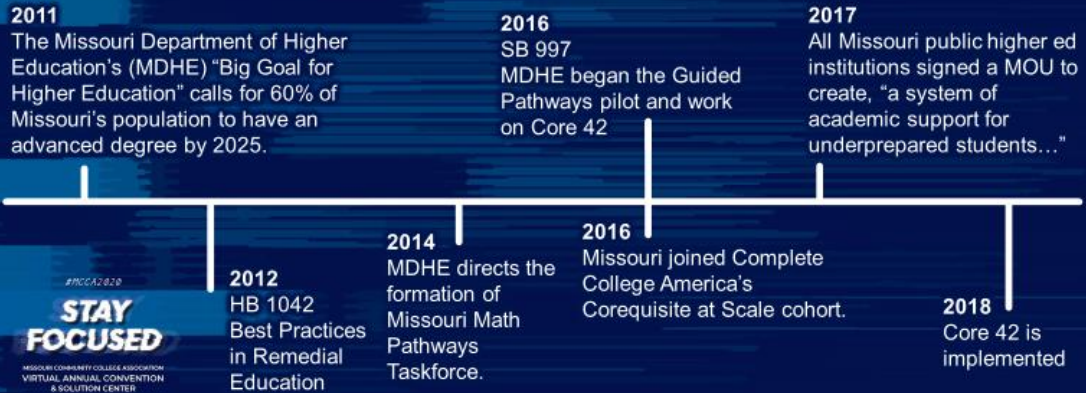 2011
The Missouri Department of Higher
Education's (MDHE) "Big Goal for
Higher Education" calls for 60% of
Missouri's population to have an
advanced degree by 2025.
2016
SB 997
MDHE began the Guided
Pathways pilot and work
on Core 42
2017
All Missouri public higher ed
institutions signed a MOU to
create, "a system of
academic support for
underprepared students…"
2012
HB 1042
Best Practices
in Remedial
Education
2014
MDHE directs the
formation of
Missouri Math
Pathways
Taskforce.
2016
Missouri joined Complete
College America's
Corequisite at Scale cohort.
2018
Core 42 is
implemented
#MCCA2020
STAY
FOCUSED
MISSOURI COMMUNITY COLLEGE ASSOCIATION
VIRTUAL ANNUAL CONVENTION
& SOLUTION CENTER